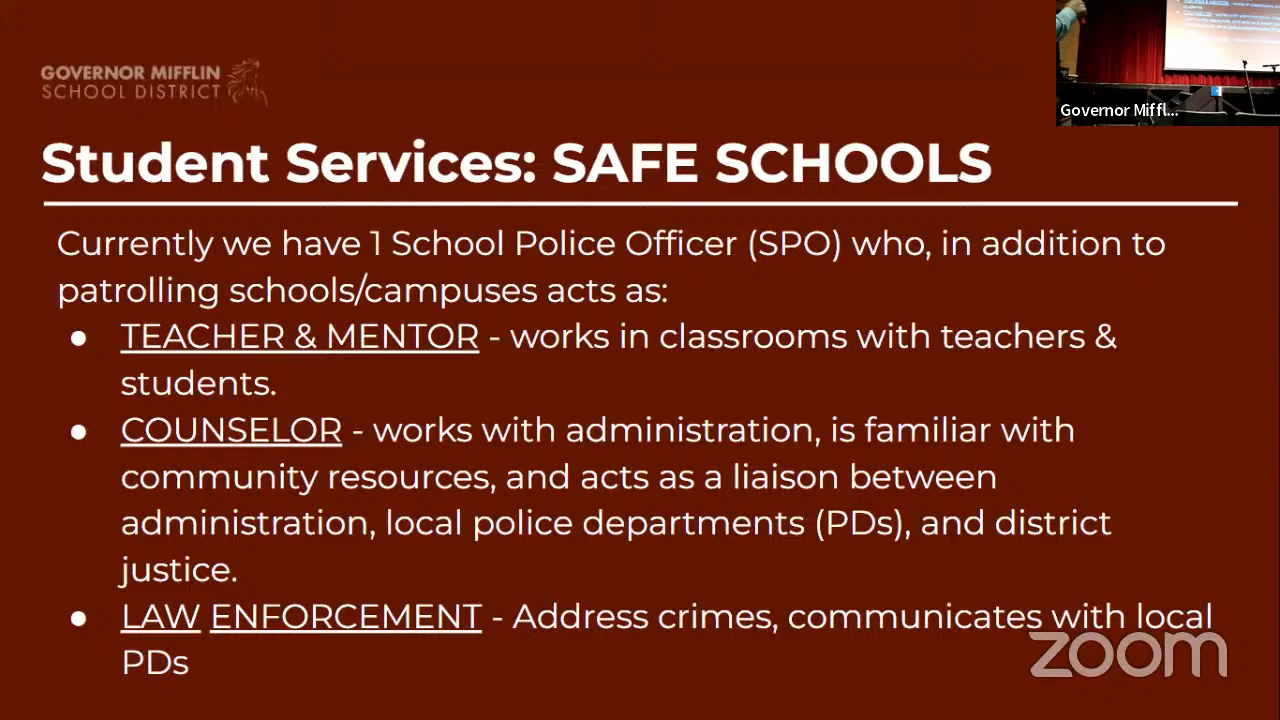 GOVERNOR MIFFLIN
SCHOOL DISTRICT
Governor Miffl...
Student Services: SAFE SCHOOLS
Currently we have 1 School Police Officer (SPO) who, in addition to
patrolling schools/campuses acts as:
● TEACHER & MENTOR - works in classrooms with teachers &
students.
● COUNSELOR - works with administration, is familiar with
community resources, and acts as a liaison between
administration, local police departments (PDs), and district
justice.
● LAW ENFORCEMENT - Address crimes, communicates with local
PDs
zoom